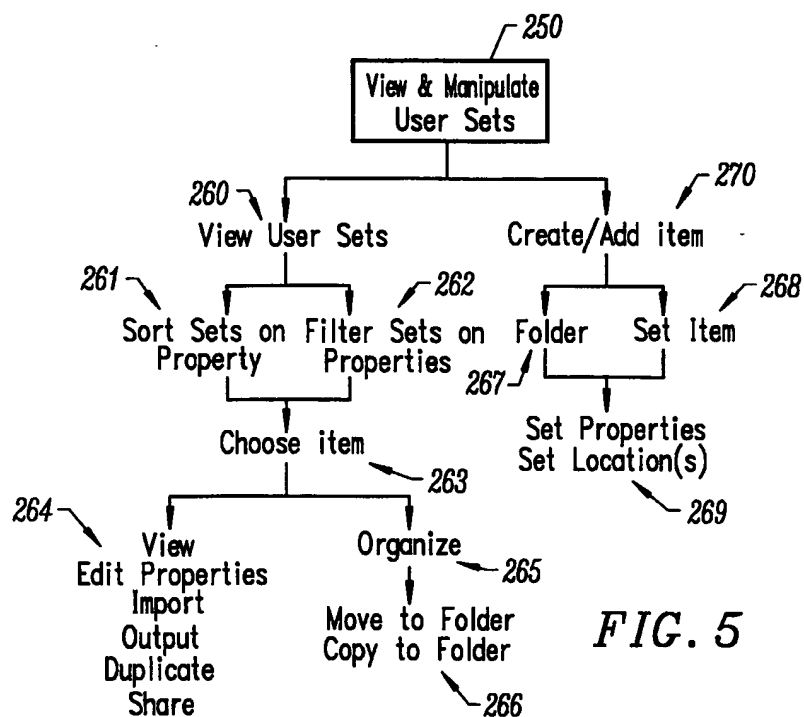 250
View & Manipulate
User Sets
260
270
View User Sets
Create/Add item
261
262
268
Sort Sets on
Property
Filter Sets on
Properties
Folder
Set Item
267
Choose item
263
Set Properties
Set Location(s)
269
264
View
Edit Properties
Import
Output
Duplicate
Share
Organize
265
Move to Folder
Copy to Folder
266
FIG. 5